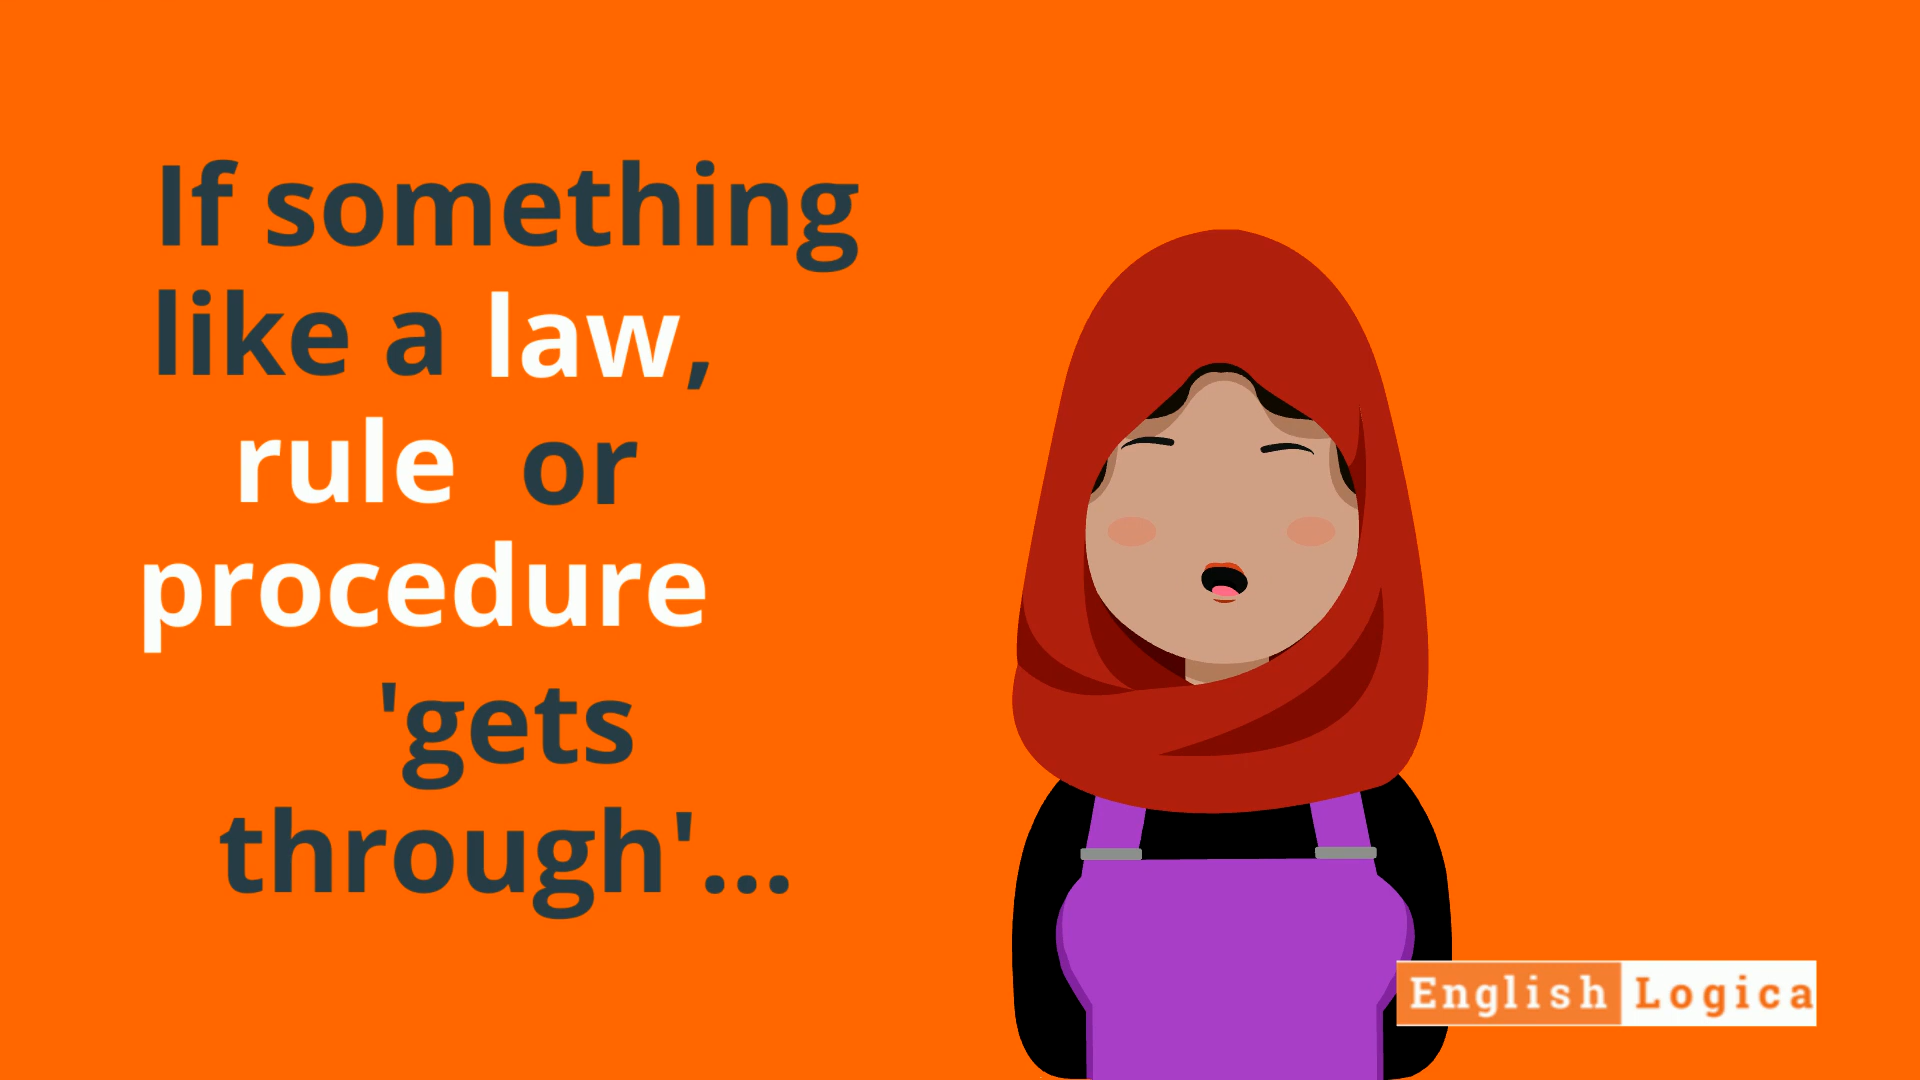 If something
like a law,
rule or
procedure
'gets
through'...
English Logica